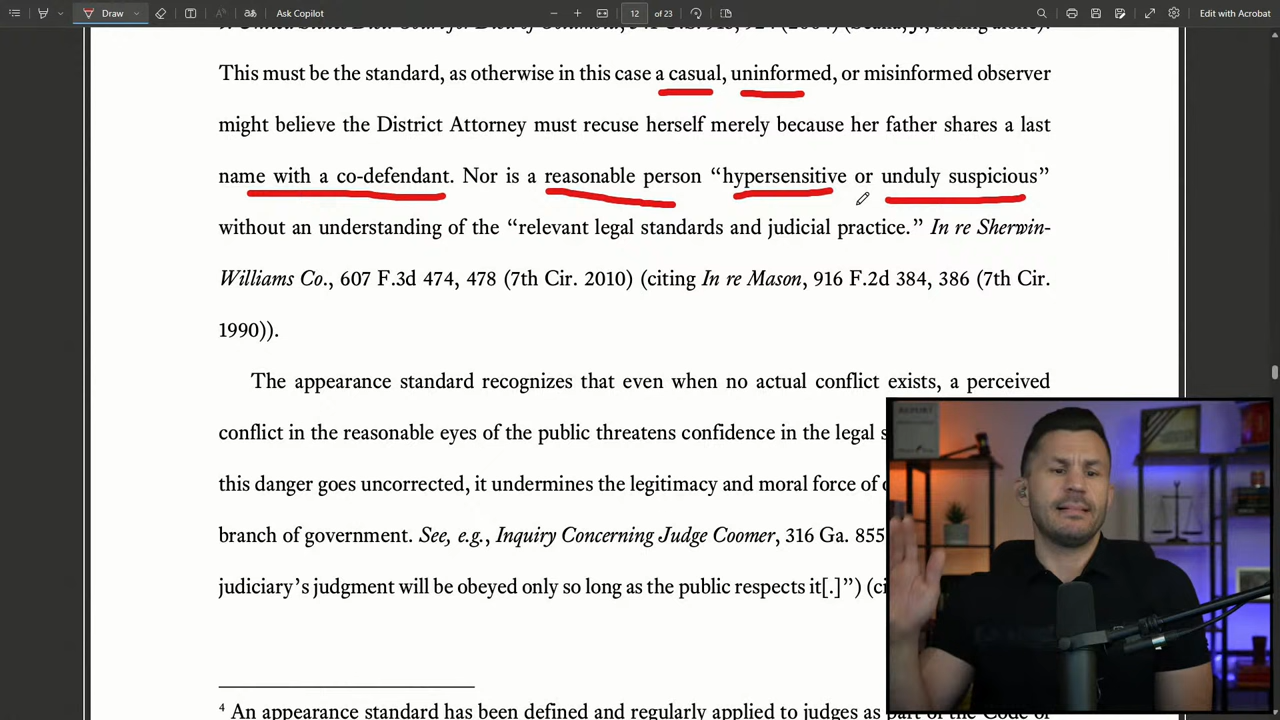 Draw
Ask Copilot
12 of 23
Edit with Acrobat
This must be the standard, as otherwise in this case a casual, uninformed, or misinformed observer
might believe the District Attorney must recuse herself merely because her father shares a last
name with a co-defendant. Nor is a reasonable person “hypersensitive or unduly suspicious”
without an understanding of the “relevant legal standards and judicial practice.” In re Sherwin-
Williams Co., 607 F.3d 474, 478 (7th Cir. 2010) (citing In re Mason, 916 F.2d 384, 386 (7th Cir.
1990)).
The appearance standard recognizes that even when no actual conflict exists, a perceived
conflict in the reasonable eyes of the public threatens confidence in the legal s
this danger goes uncorrected, it undermines the legitimacy and moral force of
branch of government. See, e.g., Inquiry Concerning Judge Coomer, 316 Ga. 855
judiciary’s judgment will be obeyed only so long as the public respects it[.]”) (ci
4 An appearance standard has been defined and regularly applied to judges as part of the Code of